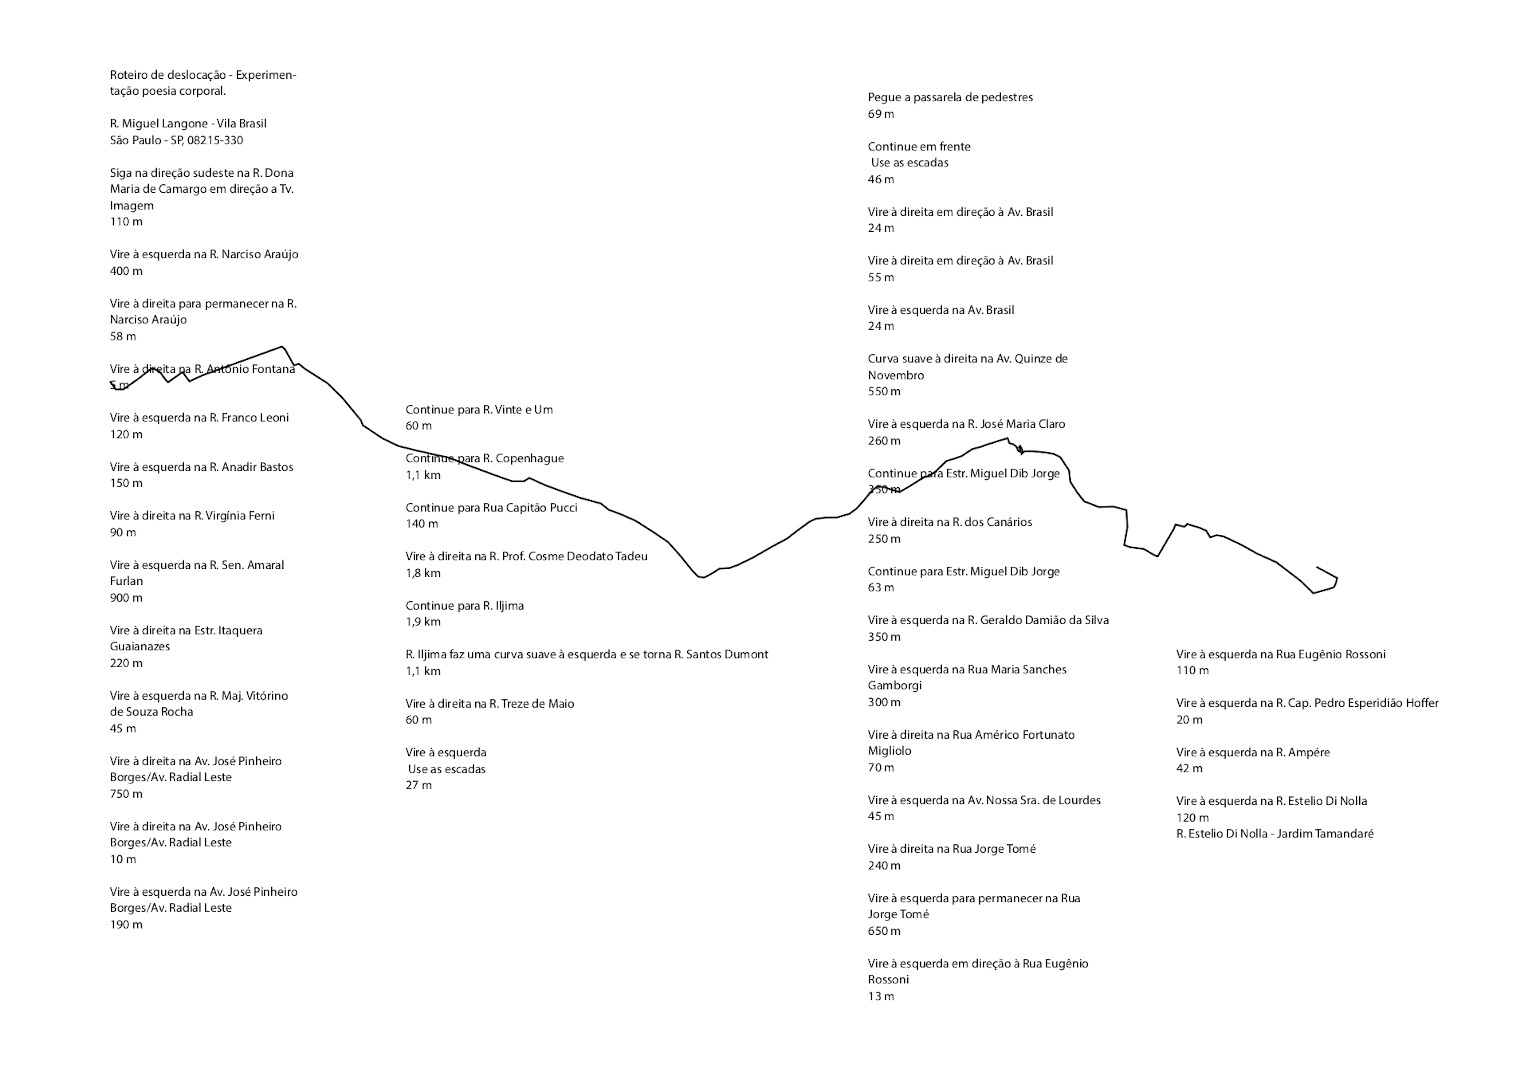 Roteiro de deslocação - Experimen-
tação poesia corporal.
R. Miguel Langone - Vila Brasil
São Paulo - SP, 08215-330
Siga na direção sudeste na R. Dona
Maria de Camargo em direção a Tv.
Imagem
110 m
Vire à esquerda na R. Narciso Araújo
400 m
Vire à direita para permanecer na R.
Narciso Araújo
58 m
Vire à direita na R. Antônio Fontana
5 m
Vire à esquerda na R. Franco Leoni
120 m
Vire à esquerda na R. Anadir Bastos
150 m
Vire à direita na R. Virgínia Ferni
90 m
Vire à esquerda na R. Sen. Amaral
Furlan
900 m
Vire à direita na Estr. Itaquera
Guaianazes
220 m
Vire à esquerda na R. Maj. Vitórino
de Souza Rocha
45 m
Vire à direita na Av. José Pinheiro
Borges/Av. Radial Leste
750 m
Vire à direita na Av. José Pinheiro
Borges/Av. Radial Leste
10 m
Vire à esquerda na Av. José Pinheiro
Borges/Av. Radial Leste
190 m
Continue para R. Vinte e Um
60 m
Continue para R. Copenhague
1,1 km
Continue para Rua Capitão Pucci
140 m
Vire à direita na R. Prof. Cosme Deodato Tadeu
1,8 km
Continue para R. Iljima
1,9 km
R. Iljima faz uma curva suave à esquerda e se torna R. Santos Dumont
1,1 km
Vire à direita na R. Treze de Maio
60 m
Vire à esquerda
Use as escadas
27 m
Pegue a passarela de pedestres
69 m
Continue em frente
Use as escadas
46 m
Vire à direita em direção à Av. Brasil
24 m
Vire à direita em direção à Av. Brasil
55 m
Vire à esquerda na Av. Brasil
24 m
Curva suave à direita na Av. Quinze de
Novembro
550 m
Vire à esquerda na R. José Maria Claro
260 m
Continue para Estr. Miguel Dib Jorge
350 m
Vire à direita na R. dos Canários
250 m
Continue para Estr. Miguel Dib Jorge
63 m
Vire à esquerda na R. Geraldo Damião da Silva
350 m
Vire à esquerda na Rua Maria Sanches
Gamborgi
300 m
Vire à direita na Rua Américo Fortunato
Migliolo
70 m
Vire à esquerda na Av. Nossa Sra. de Lourdes
45 m
Vire à direita na Rua Jorge Tomé
240 m
Vire à esquerda para permanecer na Rua
Jorge Tomé
650 m
Vire à esquerda em direção à Rua Eugênio
Rossoni
13 m
Vire à esquerda na Rua Eugênio Rossoni
110 m
Vire à esquerda na R. Cap. Pedro Esperidião Hoffer
20 m
Vire à esquerda na R. Ampére
42 m
Vire à esquerda na R. Estelio Di Nolla
120 m
R. Estelio Di Nolla - Jardim Tamandaré